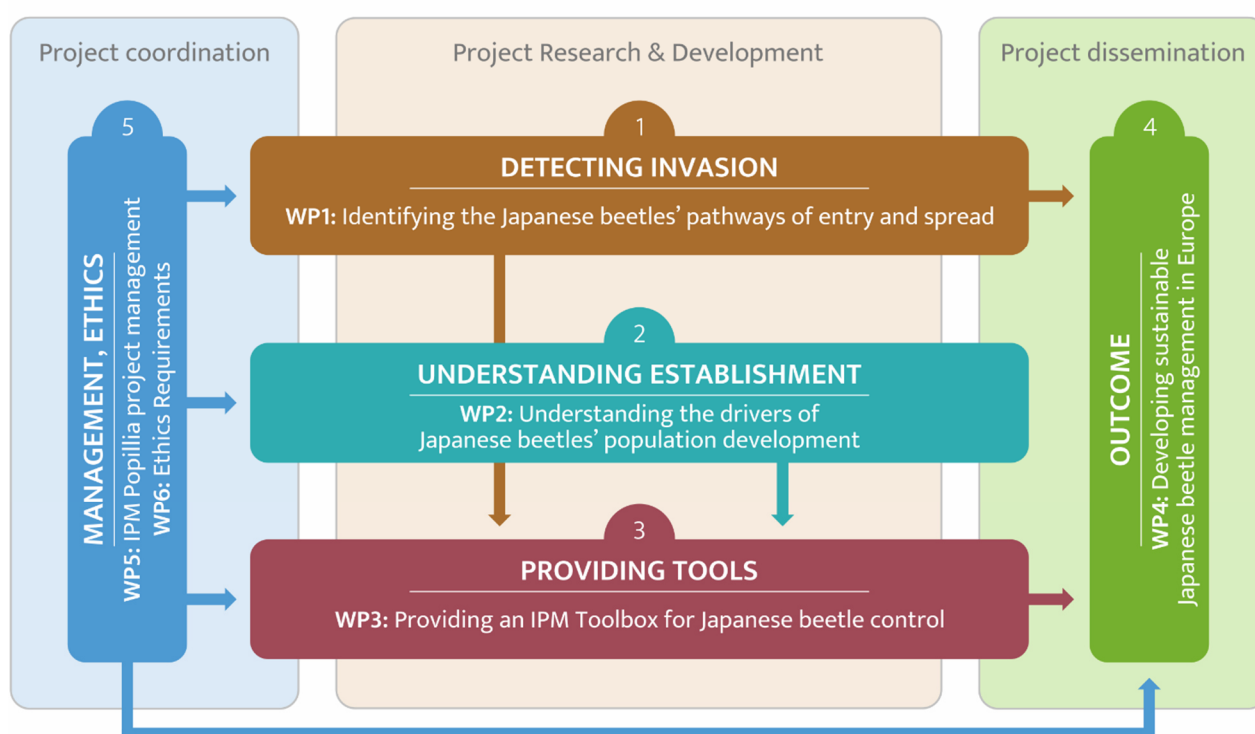 Project coordination
Project Research & Development
Project dissemination
5
MANAGEMENT, ETHICS
WP5: IPM Popillia project management
WP6: Ethics Requirements
1
DETECTING INVASION
WP1: Identifying the Japanese beetles’ pathways of entry and spread
2
UNDERSTANDING ESTABLISHMENT
WP2: Understanding the drivers of
Japanese beetles’ population development
3
PROVIDING TOOLS
WP3: Providing an IPM Toolbox for Japanese beetle control
4
OUTCOME
WP4: Developing sustainable
Japanese beetle management in Europe